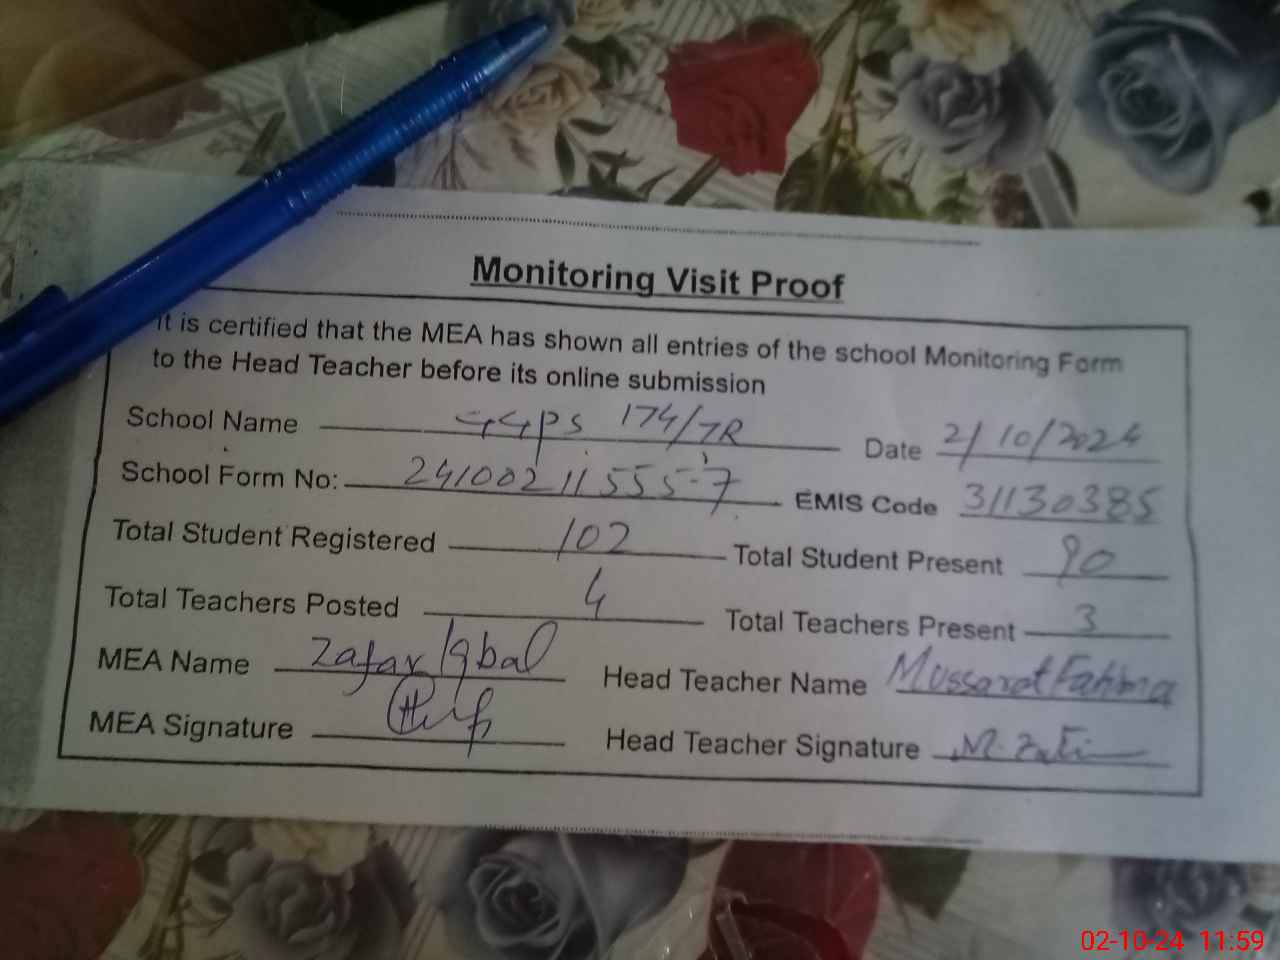 Monitoring Visit Proof
It is certified that the MEA has shown all entries of the school Monitoring Form
to the Head Teacher before its online submission
School Name GGPS 174/7R Date 2/10/2024
School Form No: 241002115557 EMIS Code 31130385
Total Student Registered 102 Total Student Present 90
Total Teachers Posted 4 Total Teachers Present 3
MEA Name Zafar Iqbal Head Teacher Name Mussarat Fatima
MEA Signature Head Teacher Signature
02-10-24 11:59